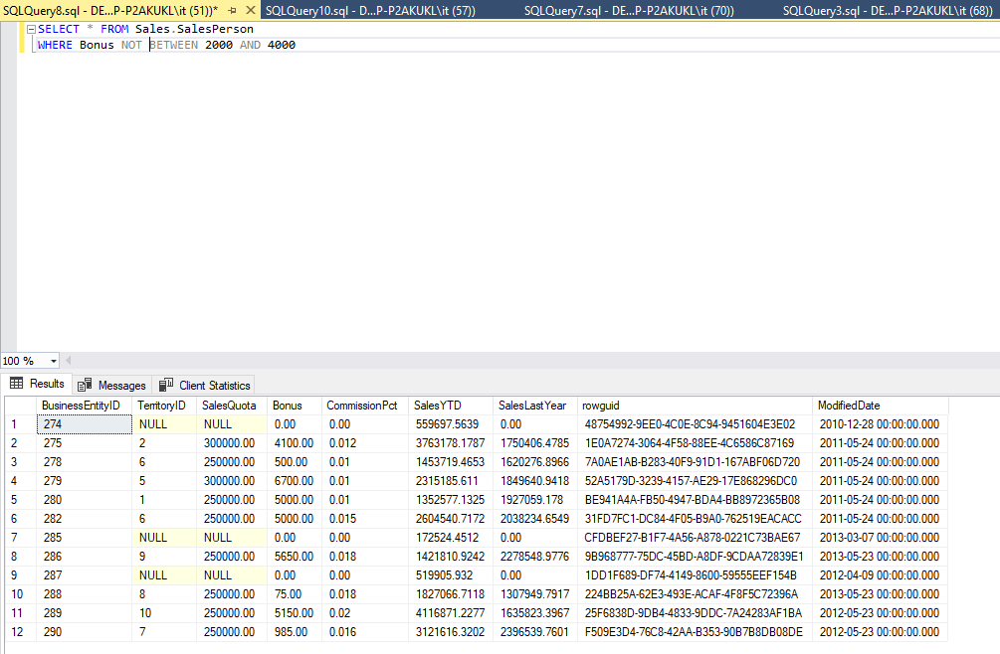 SQLQuery8.sql - DE...P-P2AKUKL\it (51))* SQLQuery10.sql - D...P-P2AKUKL\it (57)) SQLQuery7.sql - DE...P-P2AKUKL\it (70)) SQLQuery3.sql - DE...P-P2AKUKL\it (68))
SELECT * FROM Sales.SalesPerson
WHERE Bonus NOT BETWEEN 2000 AND 4000
100 %
Results Messages Client Statistics
BusinessEntityID TerritoryID SalesQuota Bonus CommissionPct SalesYTD SalesLastYear rowguid ModifiedDate
1 274 NULL NULL 0.00 0.00 559697.5639 0.00 48754992-9EE0-4C0E-8C94-9451604E3E02 2010-12-28 00:00:00.000
2 275 2 300000.00 4100.00 0.012 3763178.1787 1750406.4785 1E0A7274-3064-4F58-88EE-4C6586C87169 2011-05-24 00:00:00.000
3 278 6 250000.00 500.00 0.01 1453719.4653 1620276.8966 7A0AE1AB-B283-40F9-91D1-167ABF06D720 2011-05-24 00:00:00.000
4 279 5 300000.00 6700.00 0.01 2315185.611 1849640.9418 52A5179D-3239-4157-AE29-17E868296DC0 2011-05-24 00:00:00.000
5 280 1 250000.00 5000.00 0.01 1352577.1325 1927059.178 BE941A4A-FB50-4947-BDA4-BB8972365B08 2011-05-24 00:00:00.000
6 282 6 250000.00 5000.00 0.015 2604540.7172 2038234.6549 31FD7FC1-DC84-4F05-B9A0-762519EACACC 2011-05-24 00:00:00.000
7 285 NULL NULL 0.00 0.00 172524.4512 0.00 CFDBEF27-B1F7-4A56-A878-0221C73BAE67 2013-03-07 00:00:00.000
8 286 9 250000.00 5650.00 0.018 1421810.9242 2278548.9776 9B968777-75DC-45BD-A8DF-9CDAA72839E1 2013-05-23 00:00:00.000
9 287 NULL NULL 0.00 0.00 519905.932 0.00 1DD1F689-DF74-4149-8600-59555EEF154B 2012-04-09 00:00:00.000
10 288 8 250000.00 75.00 0.018 1827066.7118 1307949.7917 224BB25A-62E3-493E-ACAF-4F8F5C72396A 2013-05-23 00:00:00.000
11 289 10 250000.00 5150.00 0.02 4116871.2277 1635823.3967 25F6838D-9DB4-4833-9DDC-7A24283AF1BA 2012-05-23 00:00:00.000
12 290 7 250000.00 985.00 0.016 3121616.3202 2396539.7601 F509E3D4-76C8-42AA-B353-90B7B8DB08DE 2012-05-23 00:00:00.000